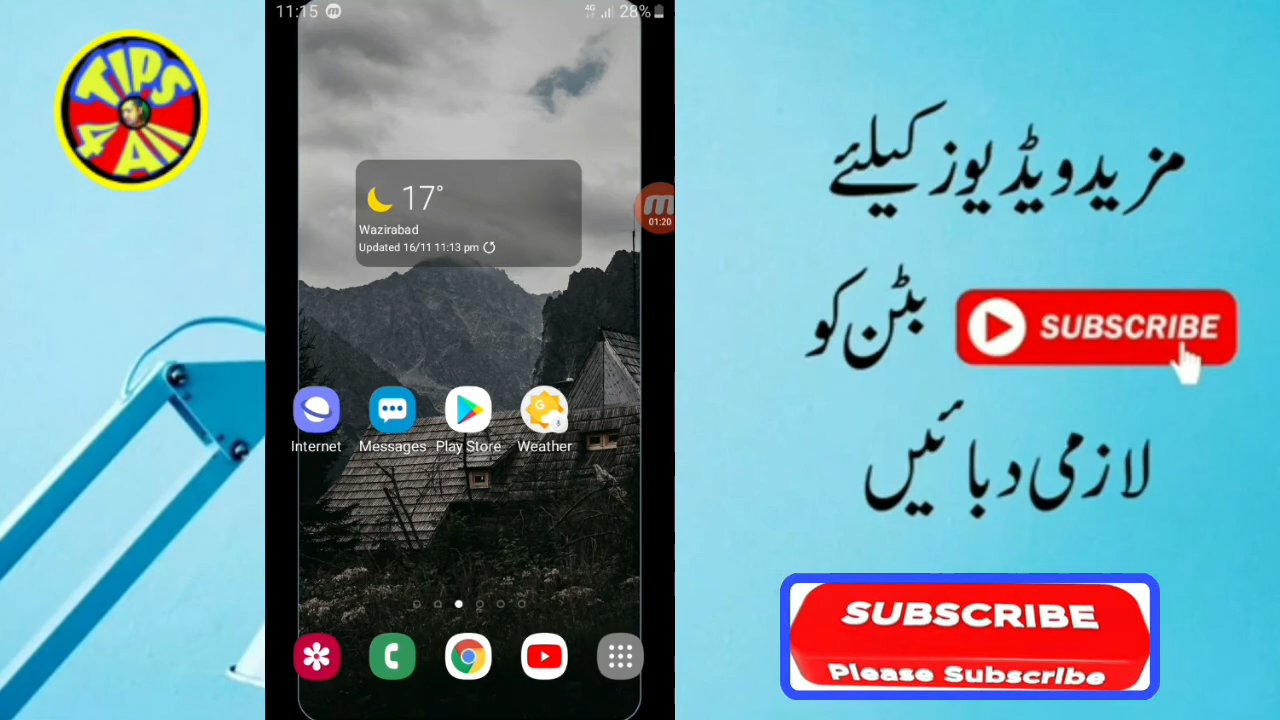 TIPS
4 All
11:15
4G
28%
17°
Wazirabad
Updated 16/11 11:13 pm
01:20
Internet
Messages
Play Store
Weather
مزید ویڈیوز کیلئے
SUBSCRIBE بٹن کو
لازمی دبائیں
SUBSCRIBE
Please Subscribe